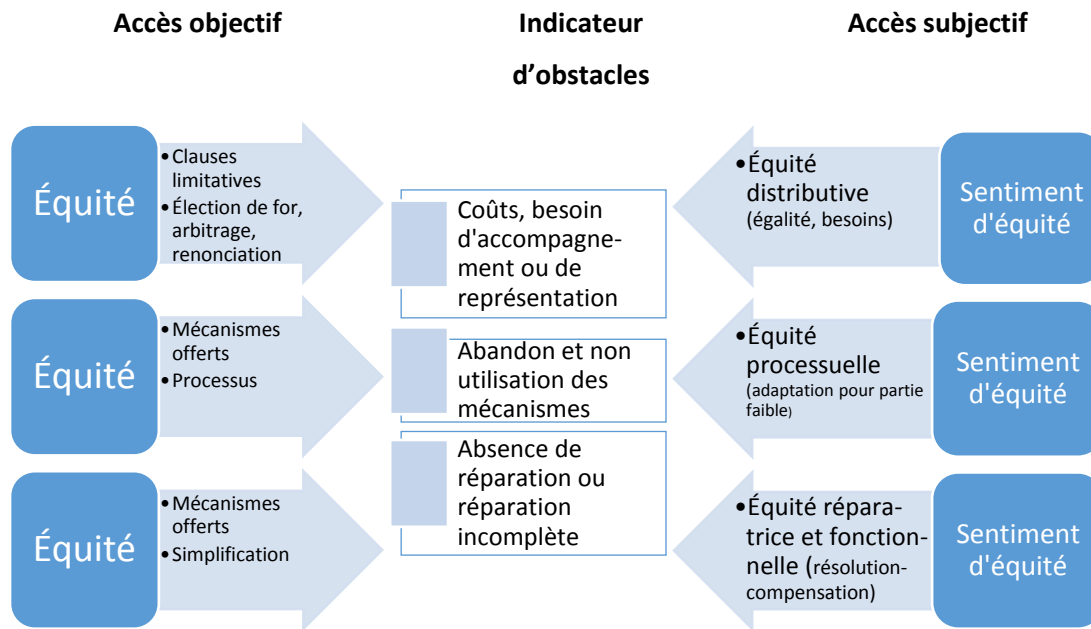 Accès objectif
Indicateur
d’obstacles
Accès subjectif
Équité
•Clauses
limitatives
•Élection de for,
arbitrage,
renonciation
Coûts, besoin
d'accompagne-
ment ou de
représentation
•Équité
distributive
(égalité, besoins)
Sentiment
d'équité
Équité
•Mécanismes
offerts
•Processus
Abandon et non
utilisation des
mécanismes
•Équité
processuelle
(adaptation pour partie
faible)
Sentiment
d'équité
Équité
•Mécanismes
offerts
•Simplification
Absence de
réparation ou
réparation
incomplète
•Équité répara-
trice et fonction-
nelle (résolution-
compensation)
Sentiment
d'équité